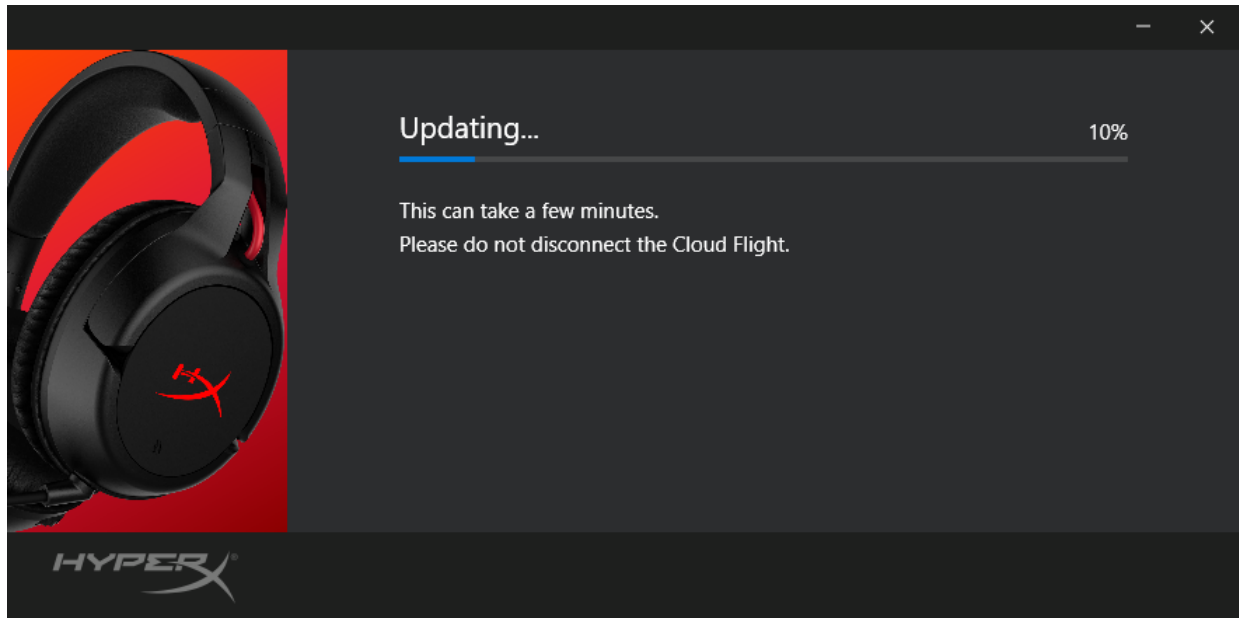 Updating...
10%
This can take a few minutes.
Please do not disconnect the Cloud Flight.
HYPERX®